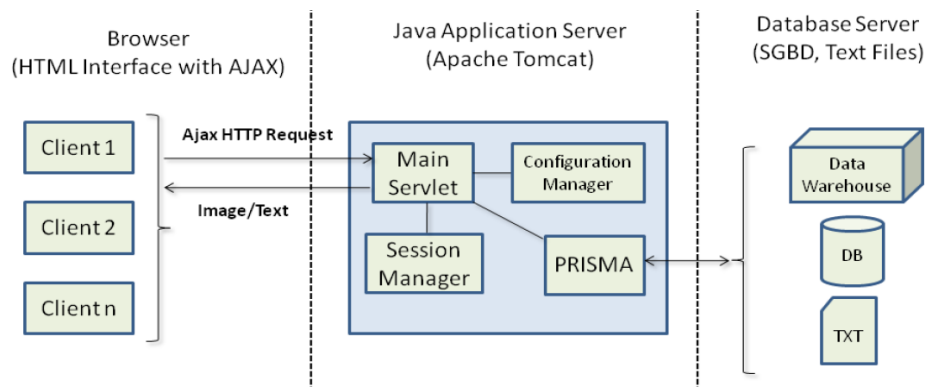 Browser
(HTML Interface with AJAX)
Java Application Server
(Apache Tomcat)
Database Server
(SGBD, Text Files)
Client 1
Client 2
Client n
Ajax HTTP Request
Image/Text
Main
Servlet
Configuration
Manager
Session
Manager
PRISMA
Data
Warehouse
DB
TXT